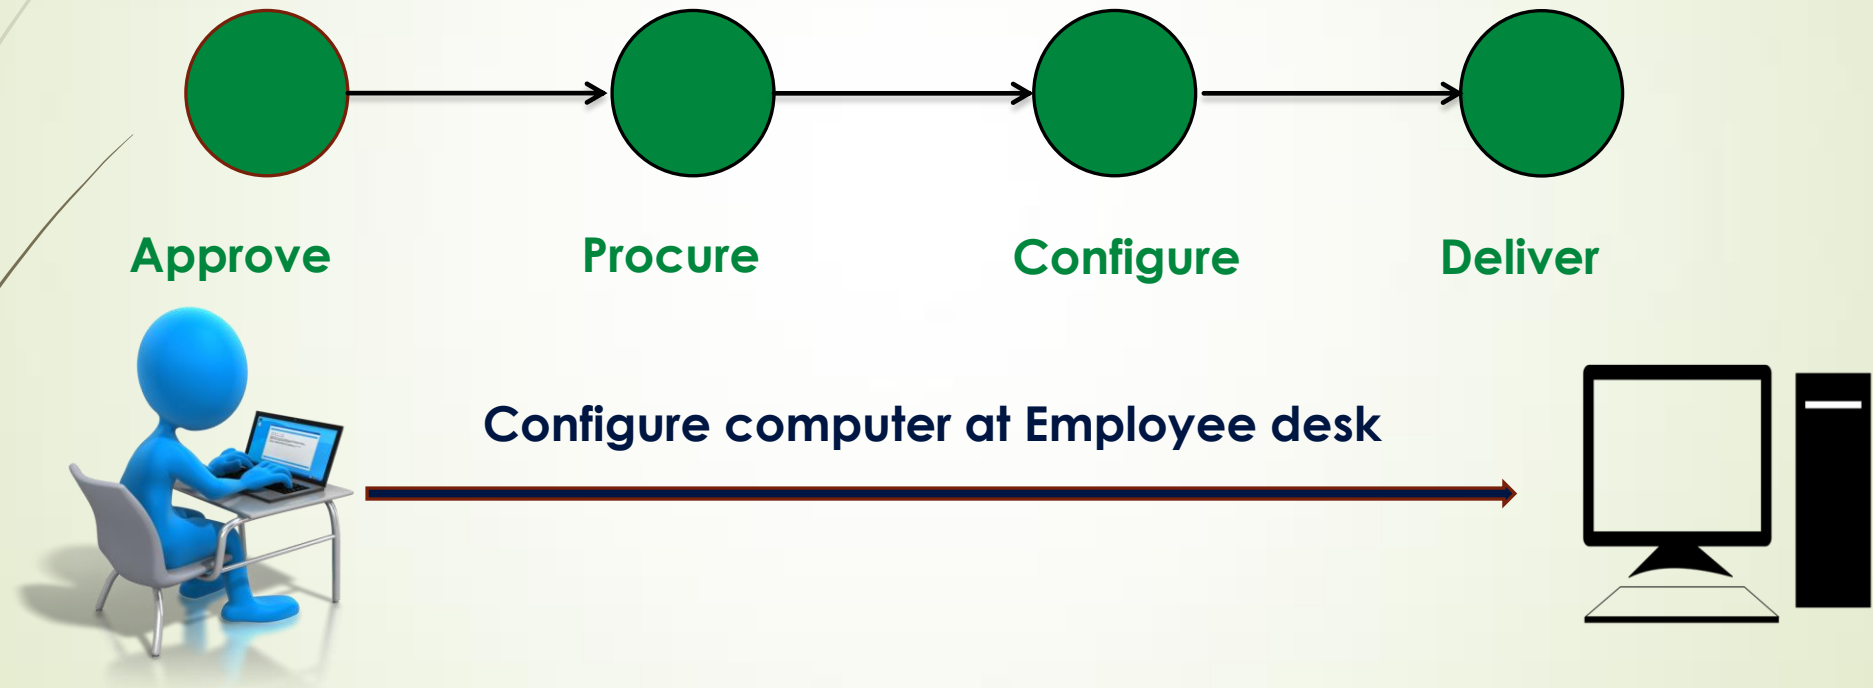 Approve
Procure
Configure
Deliver
Configure computer at Employee desk